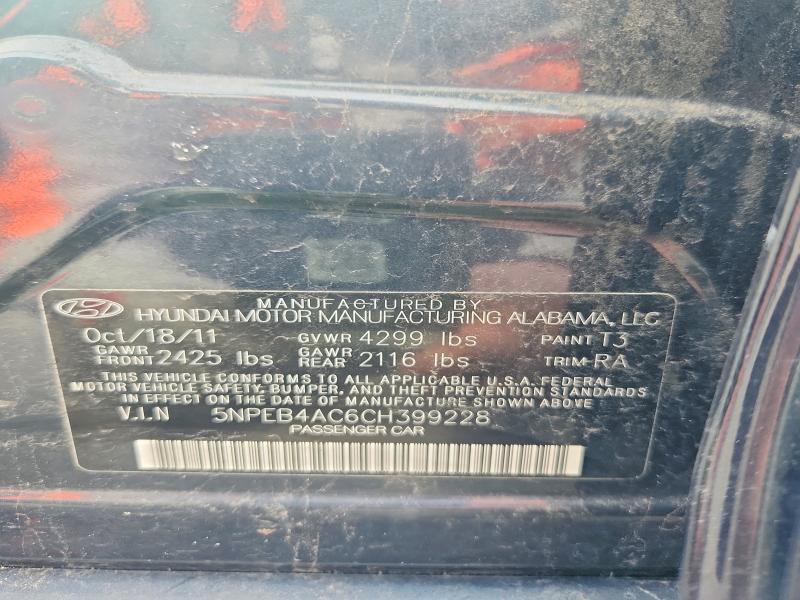 MANUFACTURED BY
HYUNDAI MOTOR MANUFACTURING ALABAMA, LLC
Oct/18/11 GVWR 4299 lbs PAINT T3
GAWR FRONT 2425 lbs GAWR REAR 2116 lbs TRIM RA
THIS VEHICLE CONFORMS TO ALL APPLICABLE U.S.A. FEDERAL
MOTOR VEHICLE SAFETY, BUMPER, AND THEFT PREVENTION STANDARDS
IN EFFECT ON THE DATE OF MANUFACTURE SHOWN ABOVE
V.I.N 5NPEB4AC6CH399228
PASSENGER CAR